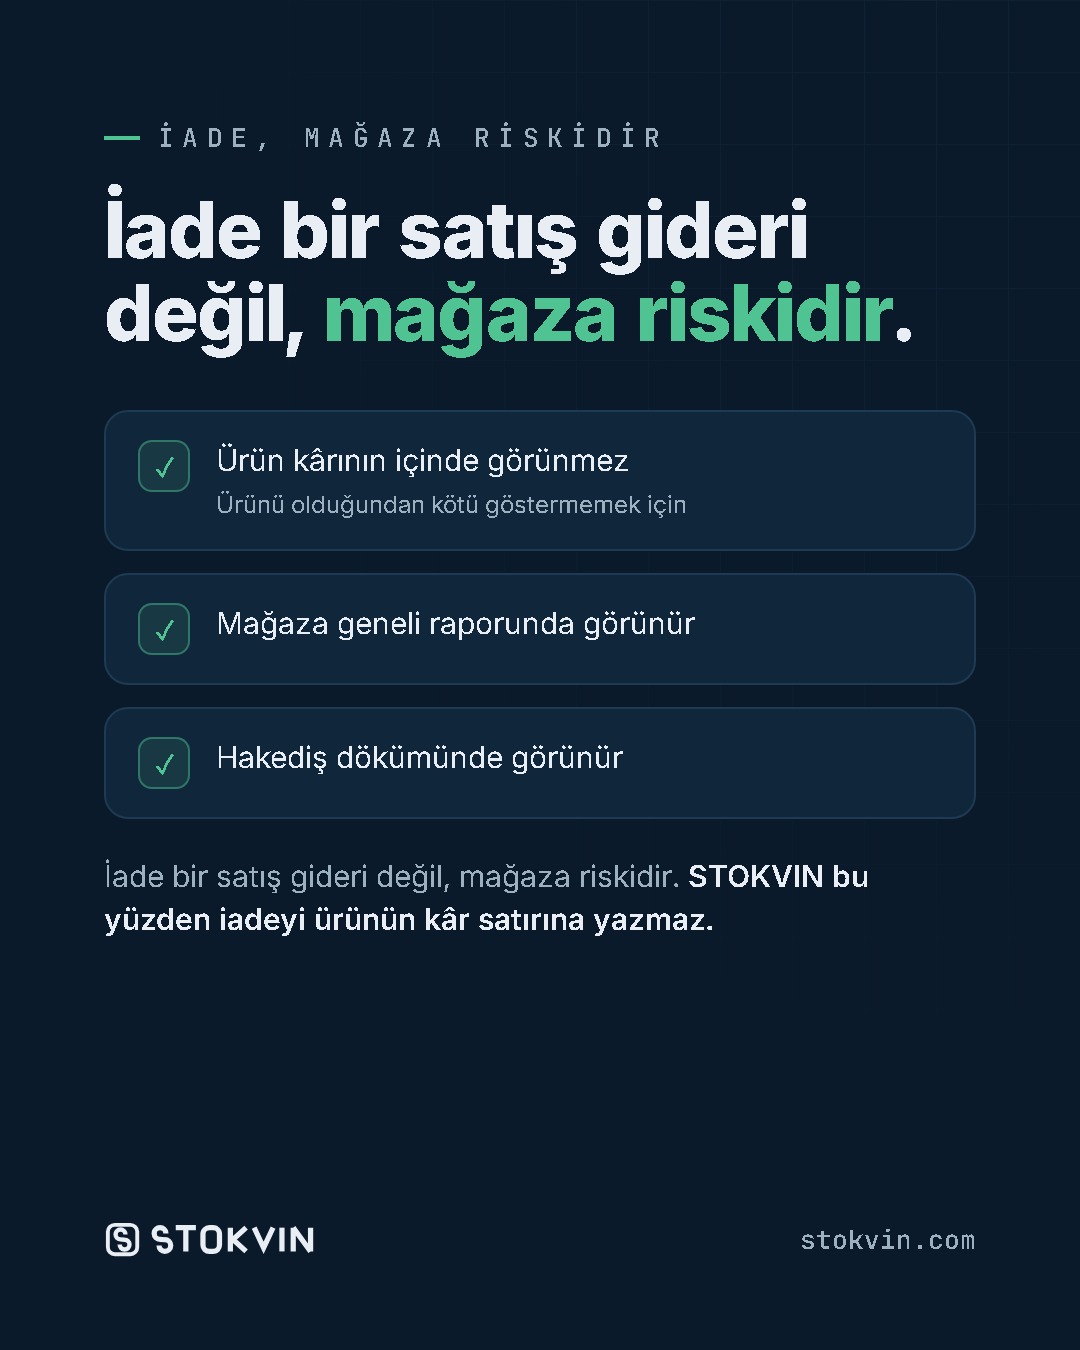 İADE, MAĞAZA RİSKİDİR
İade bir satış gideri
değil, mağaza riskidir.
Ürün kârının içinde görünmez
Ürünü olduğundan kötü göstermemek için
Mağaza geneli raporunda görünür
Hakediş dökümünde görünür
İade bir satış gideri değil, mağaza riskidir. STOKVIN bu
yüzden iadeyi ürünün kâr satırına yazmaz.
STOKVIN
stokvin.com